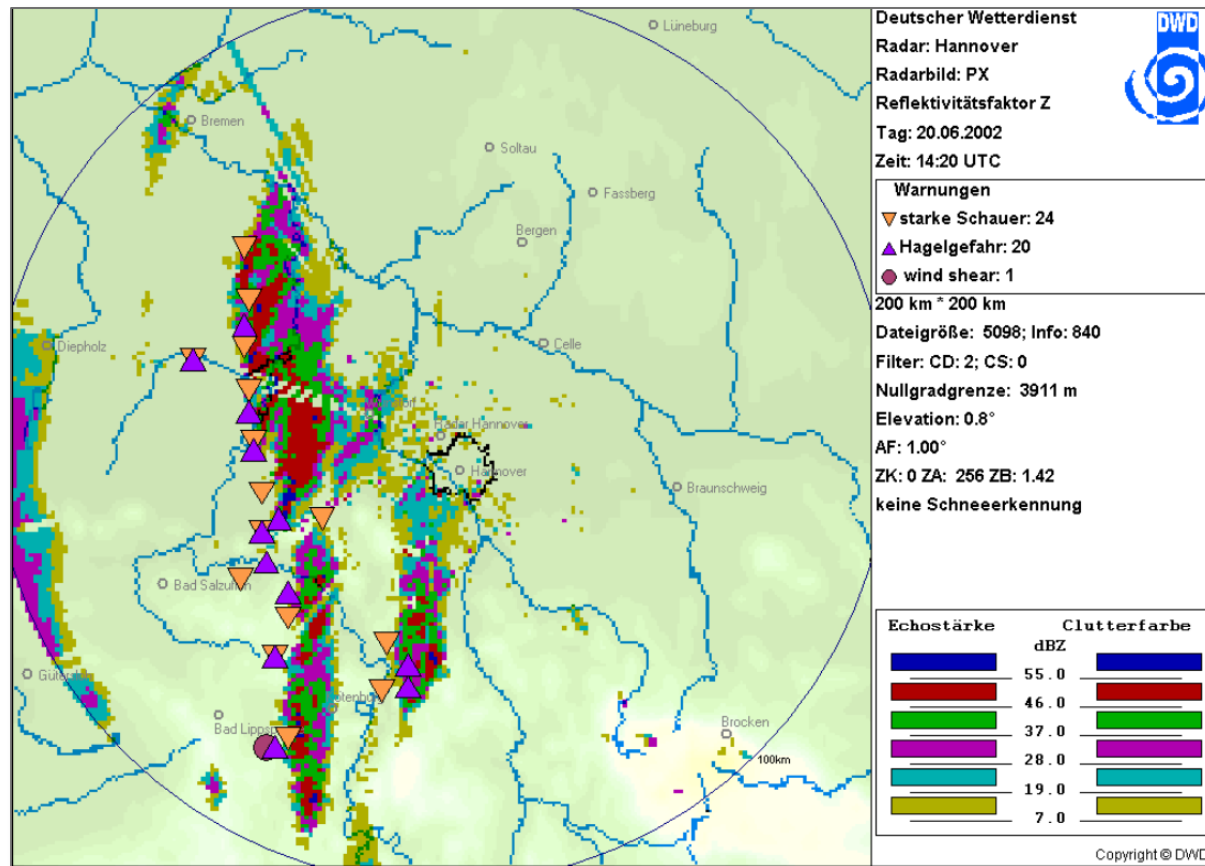 Lüneburg
Bremen
Soltau
Fassberg
Bergen
Diepholz
Celle
Radar Hannover
Hannover
Braunschweig
Bad Salzuflen
Bad Lippsp
Brocken
100km
Deutscher Wetterdienst
DWD
Radar: Hannover
Radarbild: PX
Reflektivitätsfaktor Z
Tag: 20.06.2002
Zeit: 14:20 UTC
Warnungen
starke Schauer: 24
Hagelgefahr: 20
wind shear: 1
200 km * 200 km
Dateigröße: 5098; Info: 840
Filter: CD: 2; CS: 0
Nullgradgrenze: 3911 m
Elevation: 0.8°
AF: 1.00°
ZK: 0 ZA: 256 ZB: 1.42
keine Schneeerkennung
Echostärke Clutterfarbe
dBZ
55.0
46.0
37.0
28.0
19.0
7.0
Copyright © DWD